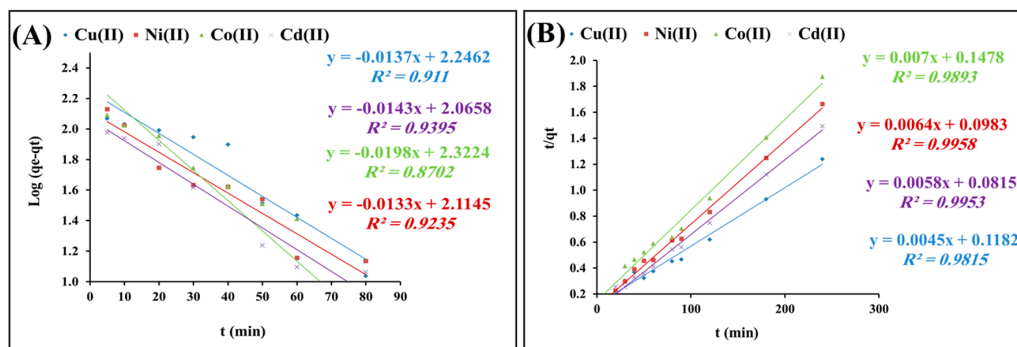 (A)
Cu(II) Ni(II) Co(II) Cd(II)
2.4
2.2
2.0
1.8
1.6
1.4
1.2
1.0
Log (qe-qt)
0 10 20 30 40 50 60 70 80 90
t (min)
y = -0.0137x + 2.2462
R² = 0.911
y = -0.0143x + 2.0658
R² = 0.9395
y = -0.0198x + 2.3224
R² = 0.8702
y = -0.0133x + 2.1145
R² = 0.9235
(B)
Cu(II) Ni(II) Co(II) Cd(II)
2.0
1.8
1.6
1.4
1.2
1.0
0.8
0.6
0.4
0.2
t/qt
0 100 200 300
t (min)
y = 0.007x + 0.1478
R² = 0.9893
y = 0.0064x + 0.0983
R² = 0.9958
y = 0.0058x + 0.0815
R² = 0.9953
y = 0.0045x + 0.1182
R² = 0.9815